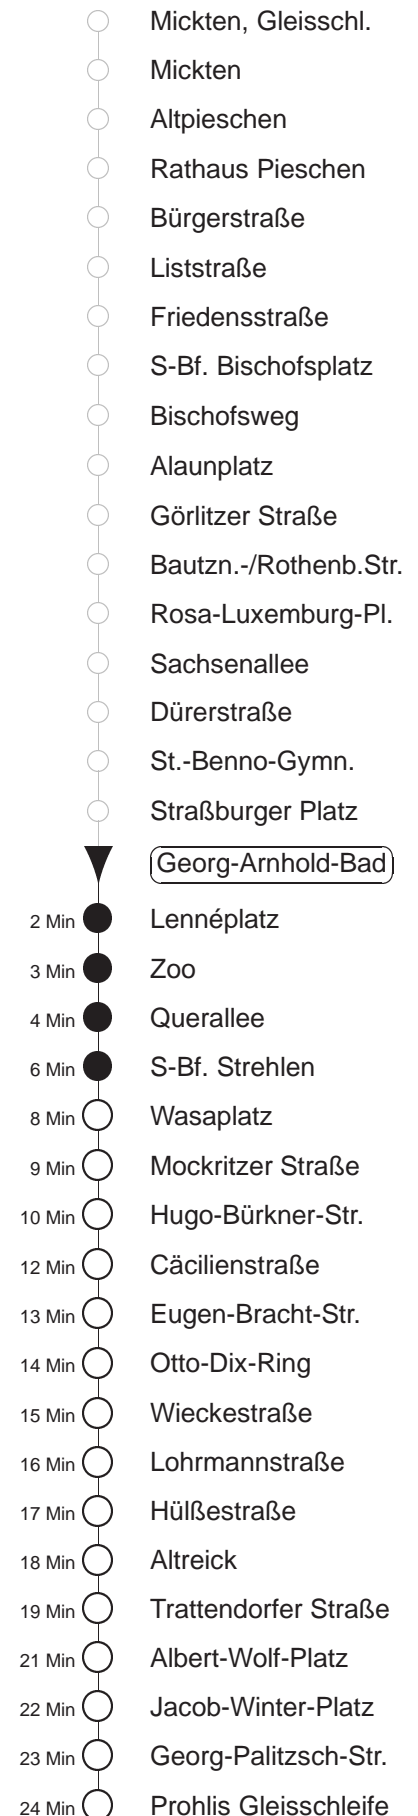 Mickten, Gleisschl.
Mickten
Altpieschen
Rathaus Pieschen
Bürgerstraße
Liststraße
Friedensstraße
S-Bf. Bischofsplatz
Bischofsweg
Alaunplatz
Görlitzer Straße
Bautzn.-/Rothenb.Str.
Rosa-Luxemburg-Pl.
Sachsenallee
Dürerstraße
St.-Benno-Gymn.
Straßburger Platz
Georg-Arnhold-Bad
2 Min Lennéplatz
3 Min Zoo
4 Min Querallee
6 Min S-Bf. Strehlen
8 Min Wasaplatz
9 Min Mockritzer Straße
10 Min Hugo-Bürkner-Str.
12 Min Cäcilienstraße
13 Min Eugen-Bracht-Str.
14 Min Otto-Dix-Ring
15 Min Wieckestraße
16 Min Lohrmannstraße
17 Min Hülßestraße
18 Min Altreick
19 Min Trattendorfer Straße
21 Min Albert-Wolf-Platz
22 Min Jacob-Winter-Platz
23 Min Georg-Palitzsch-Str.
24 Min Prohlis Gleisschleife